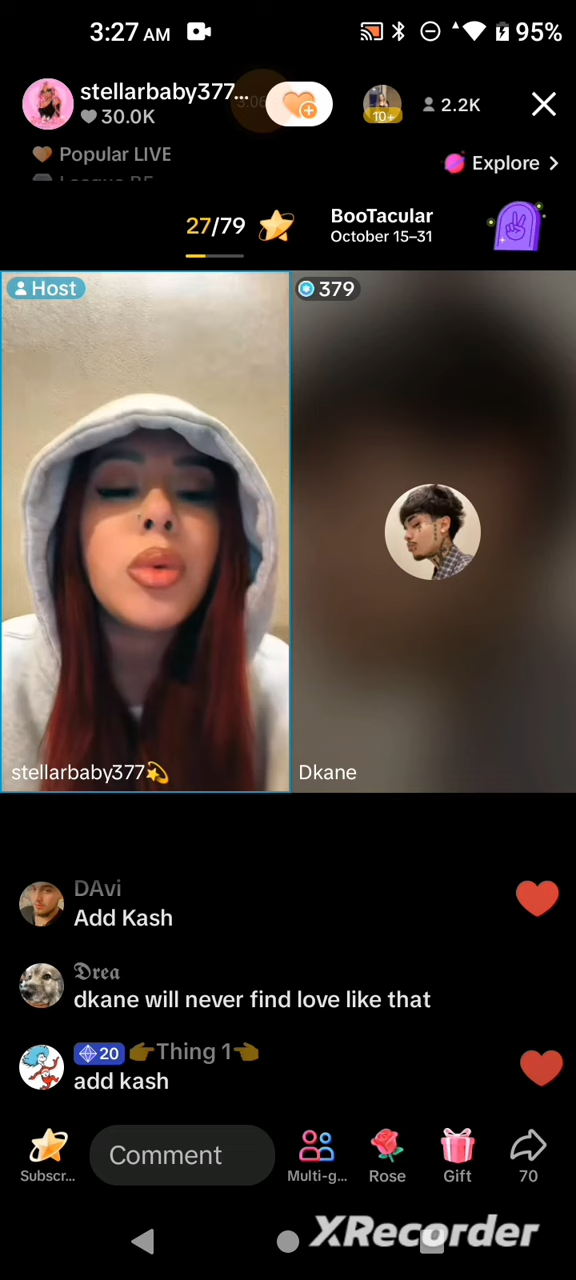 3:27 AM
95%
stellarbaby377...
30.0K
10+
2.2K
Popular LIVE
Explore >
27/79
BooTacular
October 15–31
Host
379
stellarbaby377💫
Dkane
DAvi
Add Kash
𝕯𝖗𝖊𝖆
dkane will never find love like that
20 👉Thing 1👈
add kash
Subscr...
Comment
Multi-g...
Rose
Gift
70
XRecorder